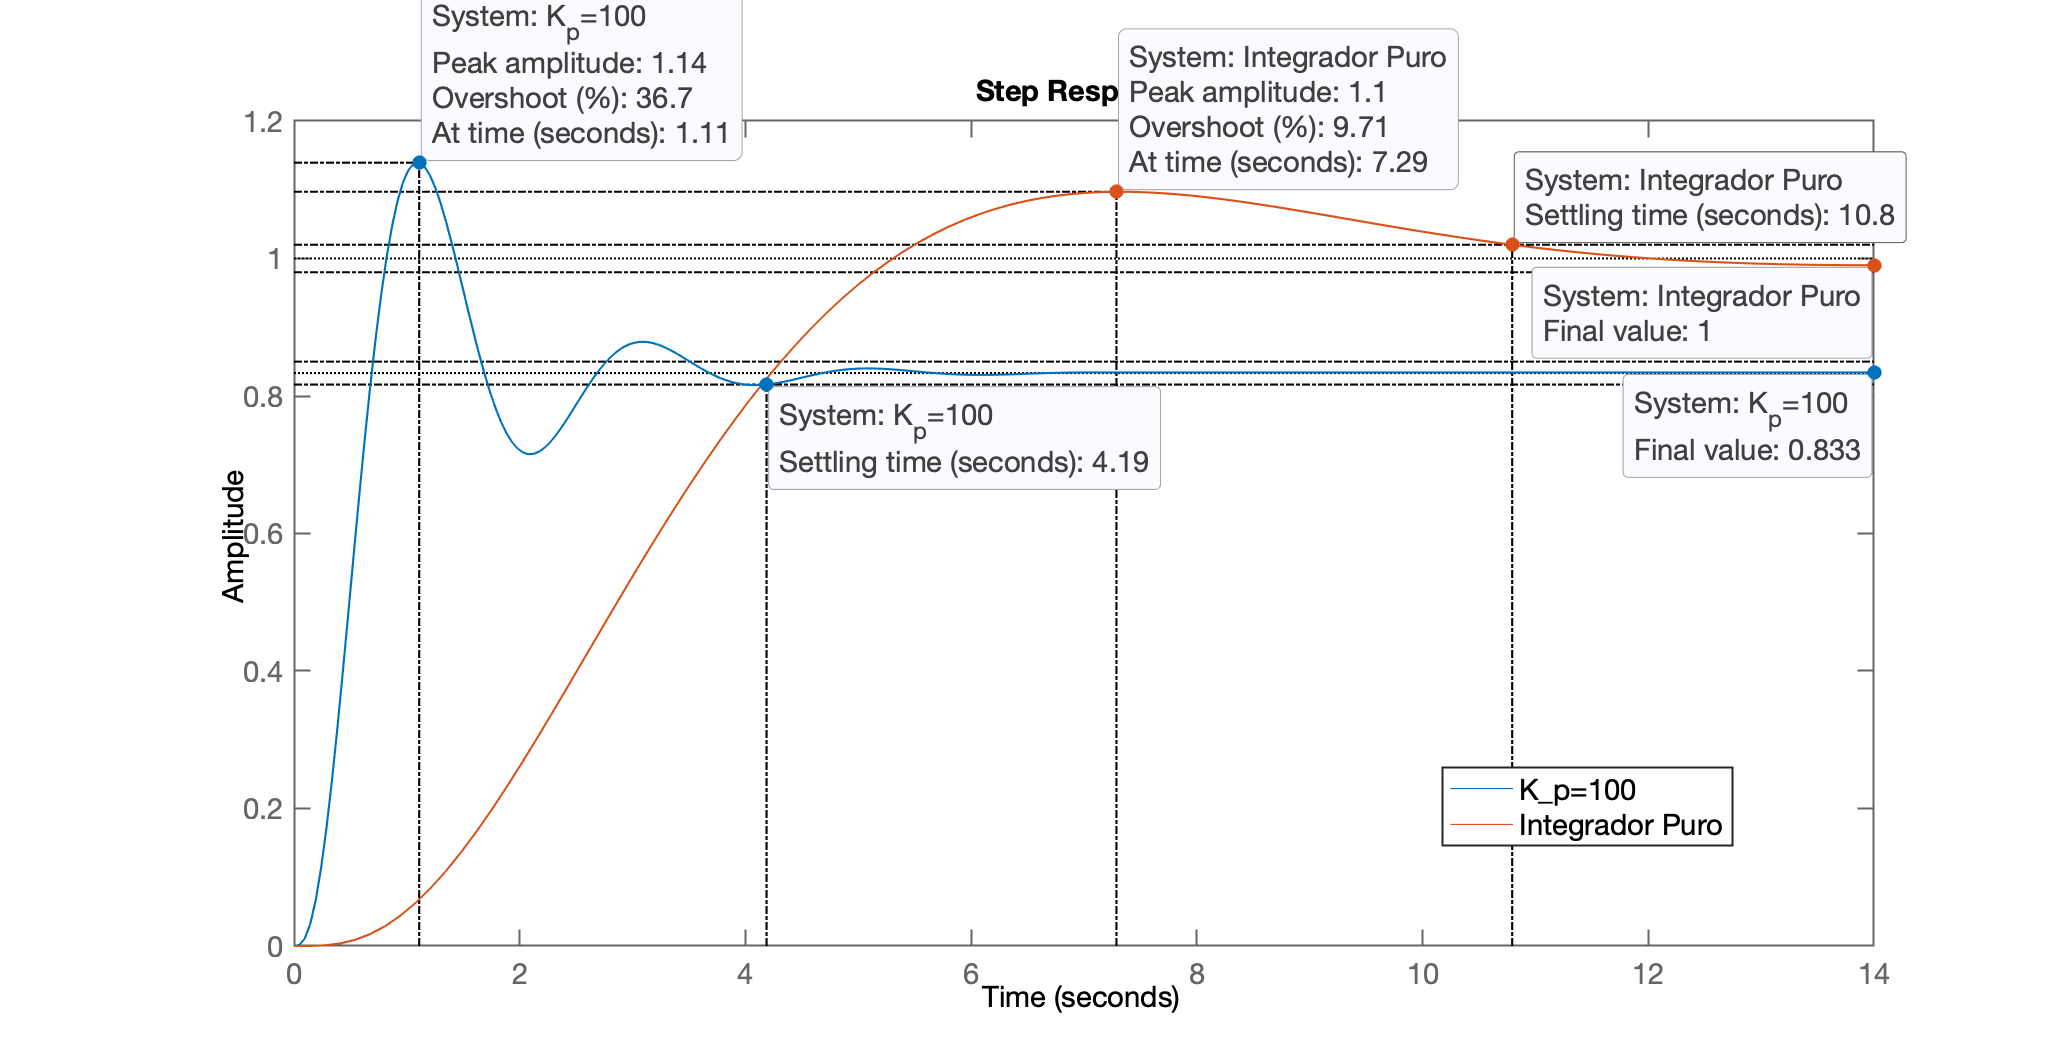 System: Kp=100
Peak amplitude: 1.14
Overshoot (%): 36.7
At time (seconds): 1.11
Step Resp
System: Integrador Puro
Peak amplitude: 1.1
Overshoot (%): 9.71
At time (seconds): 7.29
System: Integrador Puro
Settling time (seconds): 10.8
System: Integrador Puro
Final value: 1
System: Kp=100
Final value: 0.833
System: Kp=100
Settling time (seconds): 4.19
Amplitude
1.2
1
0.8
0.6
0.4
0.2
0
K_p=100
Integrador Puro
0 2 4 6 8 10 12 14
Time (seconds)